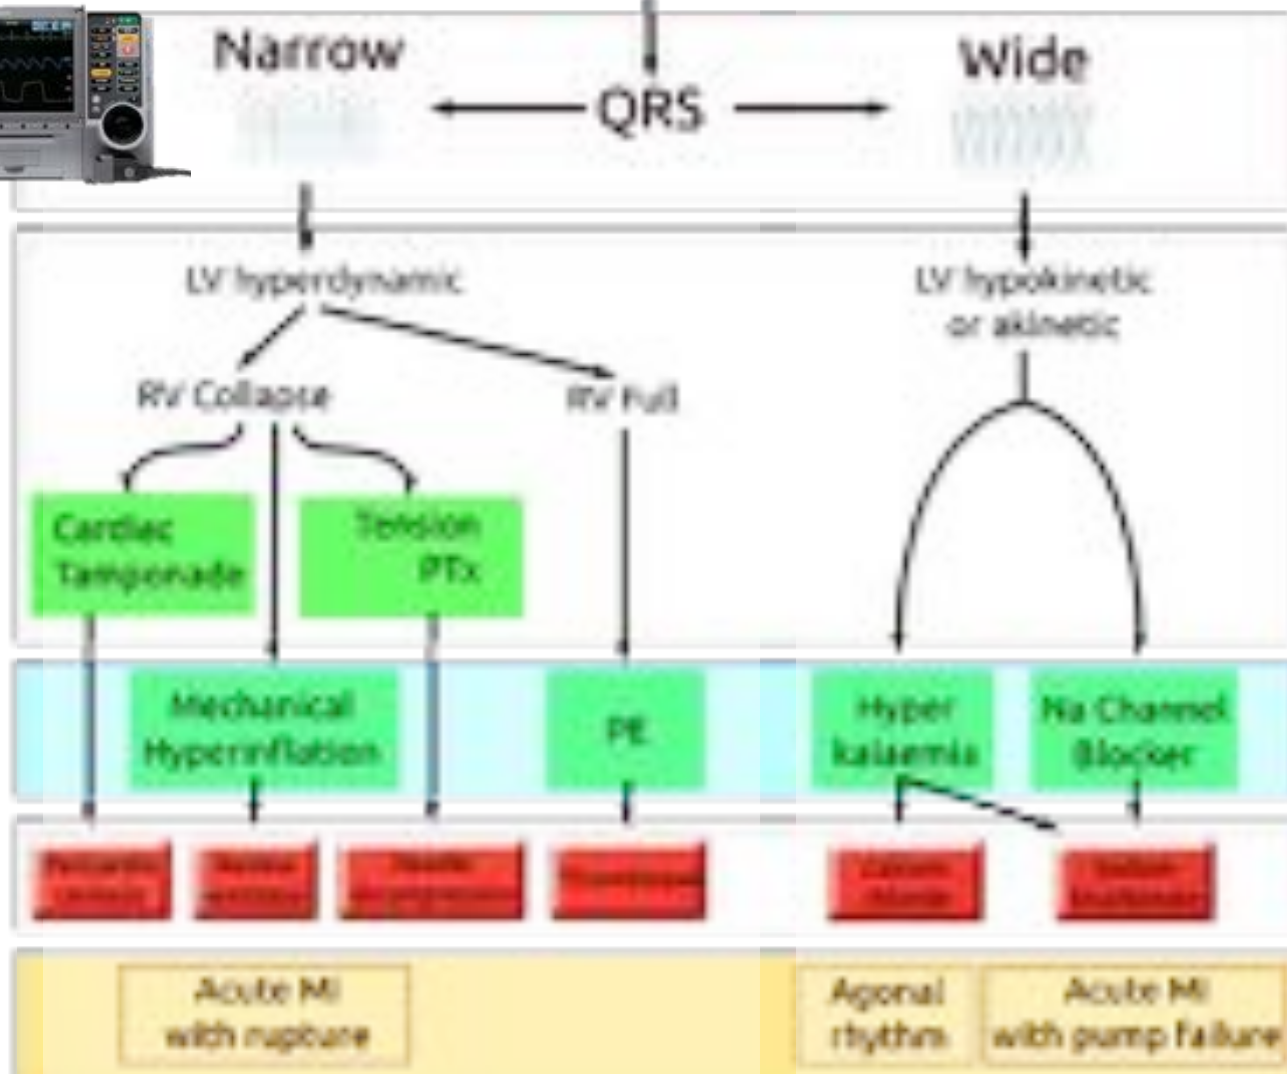 Narrow
Wide
QRS
LV hyperdynamic
LV hypokinetic
or akinetic
RV Collapse
RV Full
Cardiac
Tamponade
Tension
PTx
Mechanical
Hyperinflation
PE
Hyper
kalaemia
Na Channel
Blocker
Acute MI
with rupture
Agonal
rhythm
Acute MI
with pump failure